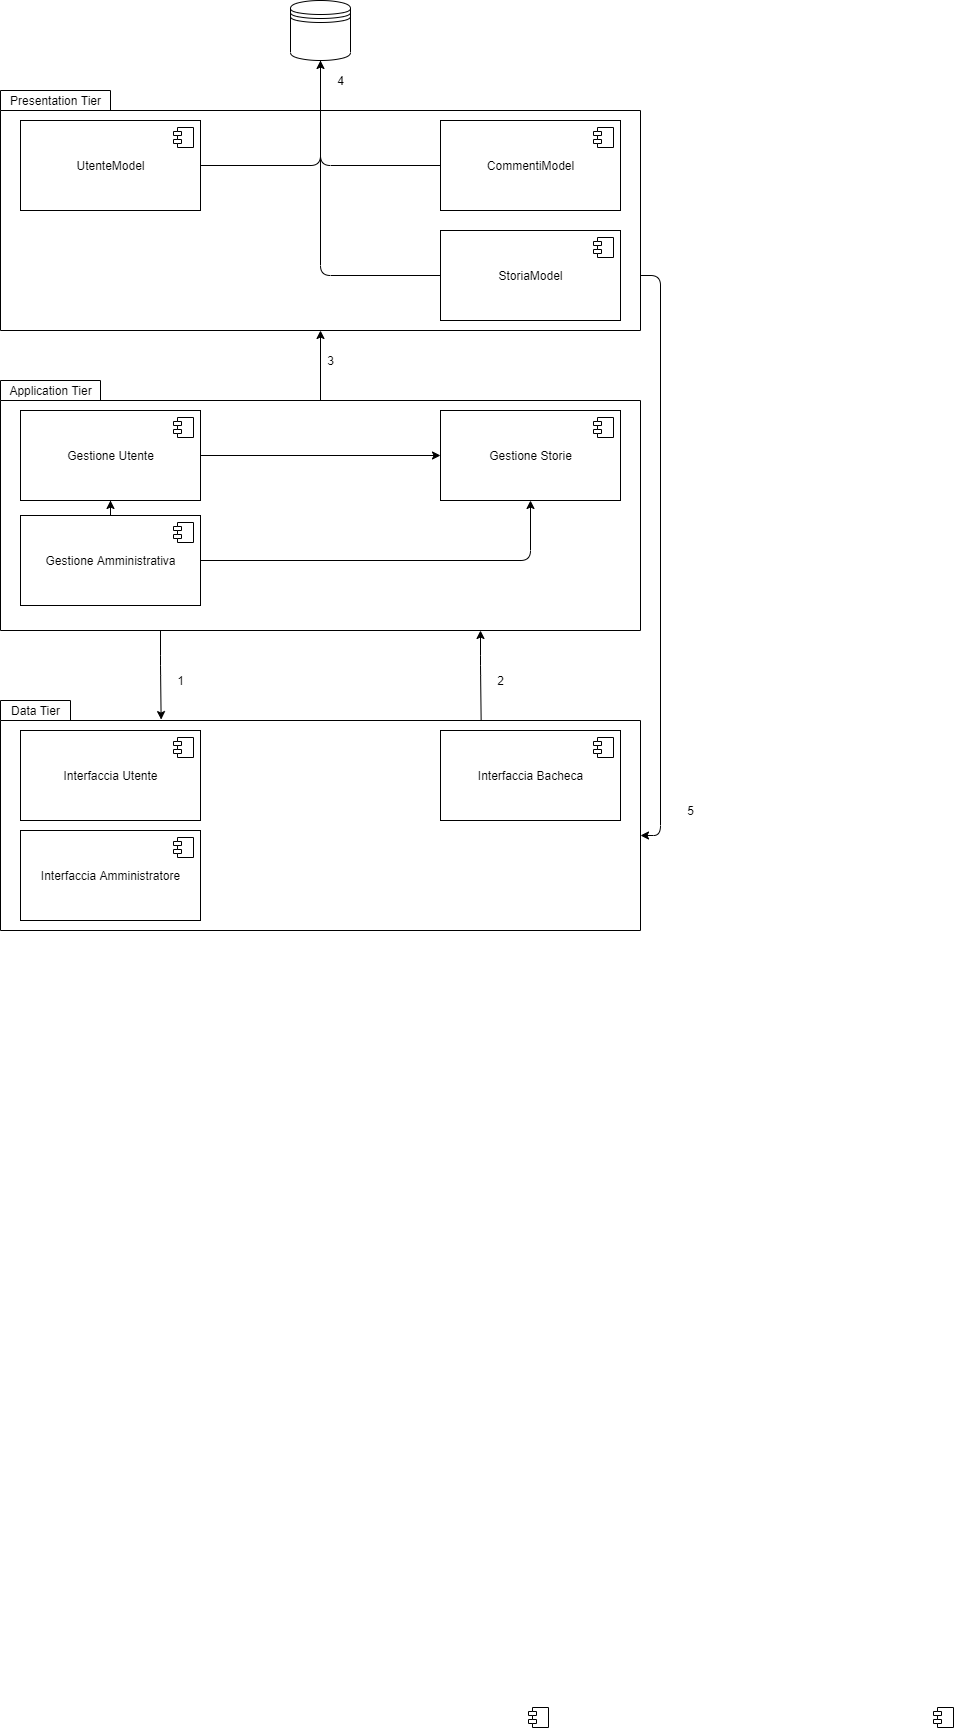 4
Presentation Tier
UtenteModel
CommentiModel
StoriaModel
3
Application Tier
Gestione Utente
Gestione Storie
Gestione Amministrativa
1
2
Data Tier
Interfaccia Utente
Interfaccia Bacheca
5
Interfaccia Amministratore